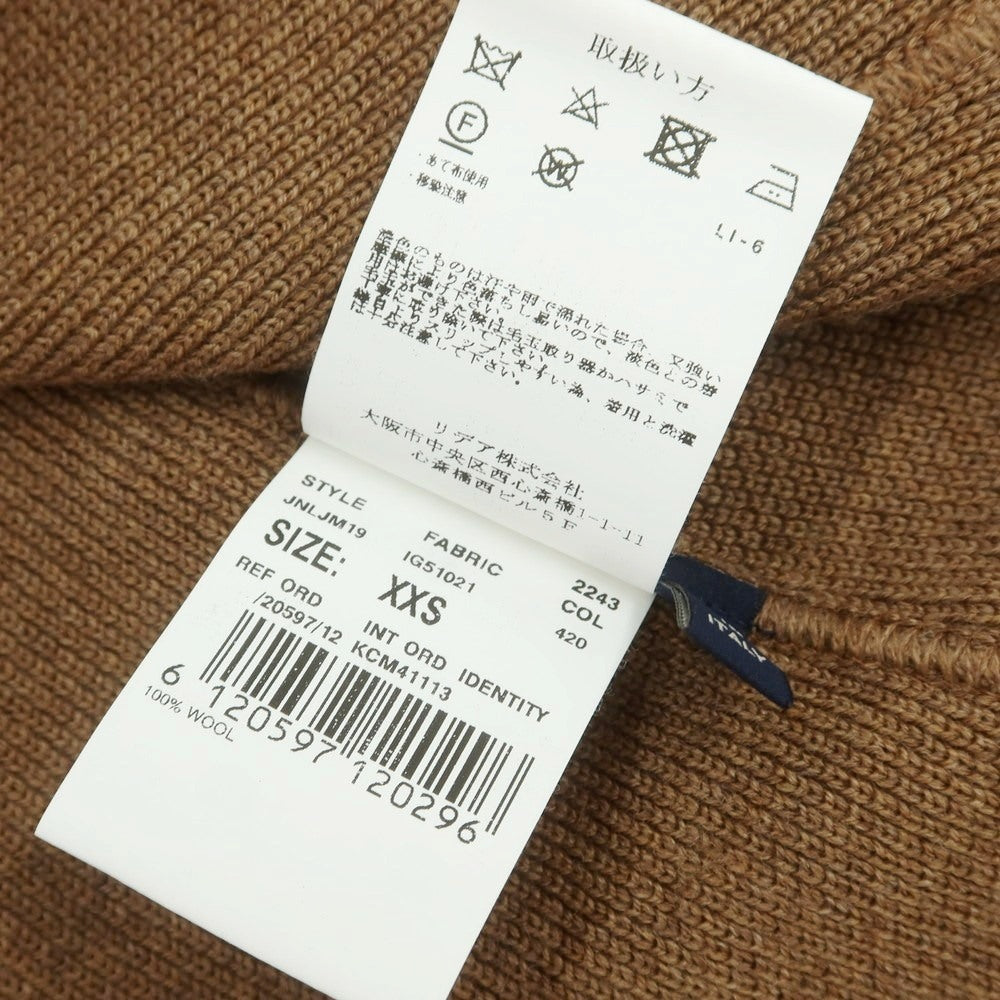 取扱い方
F
W
・あて布使用
・移染注意
LI-6
濃色のものは汗や雨で濡れた場合、又強い
摩擦により色落ちし易いので、淡色との着
用はお避け下さい。
毛玉ができた際は毛玉取り器かハサミで
丁寧に取り除いて下さい。
スリップしやすい為、着用と洗濯
は十分注意して下さい。
リデア株式会社
大阪市中央区西心斎橋1-1-11
心斎橋西ビル5F
STYLE FABRIC 2243
JNLJM19 IG51021 COL
SIZE: XXS 420
REF ORD INT ORD IDENTITY
/20597/12 KCM41113
6 120597 120296
100% WOOL
ITALY